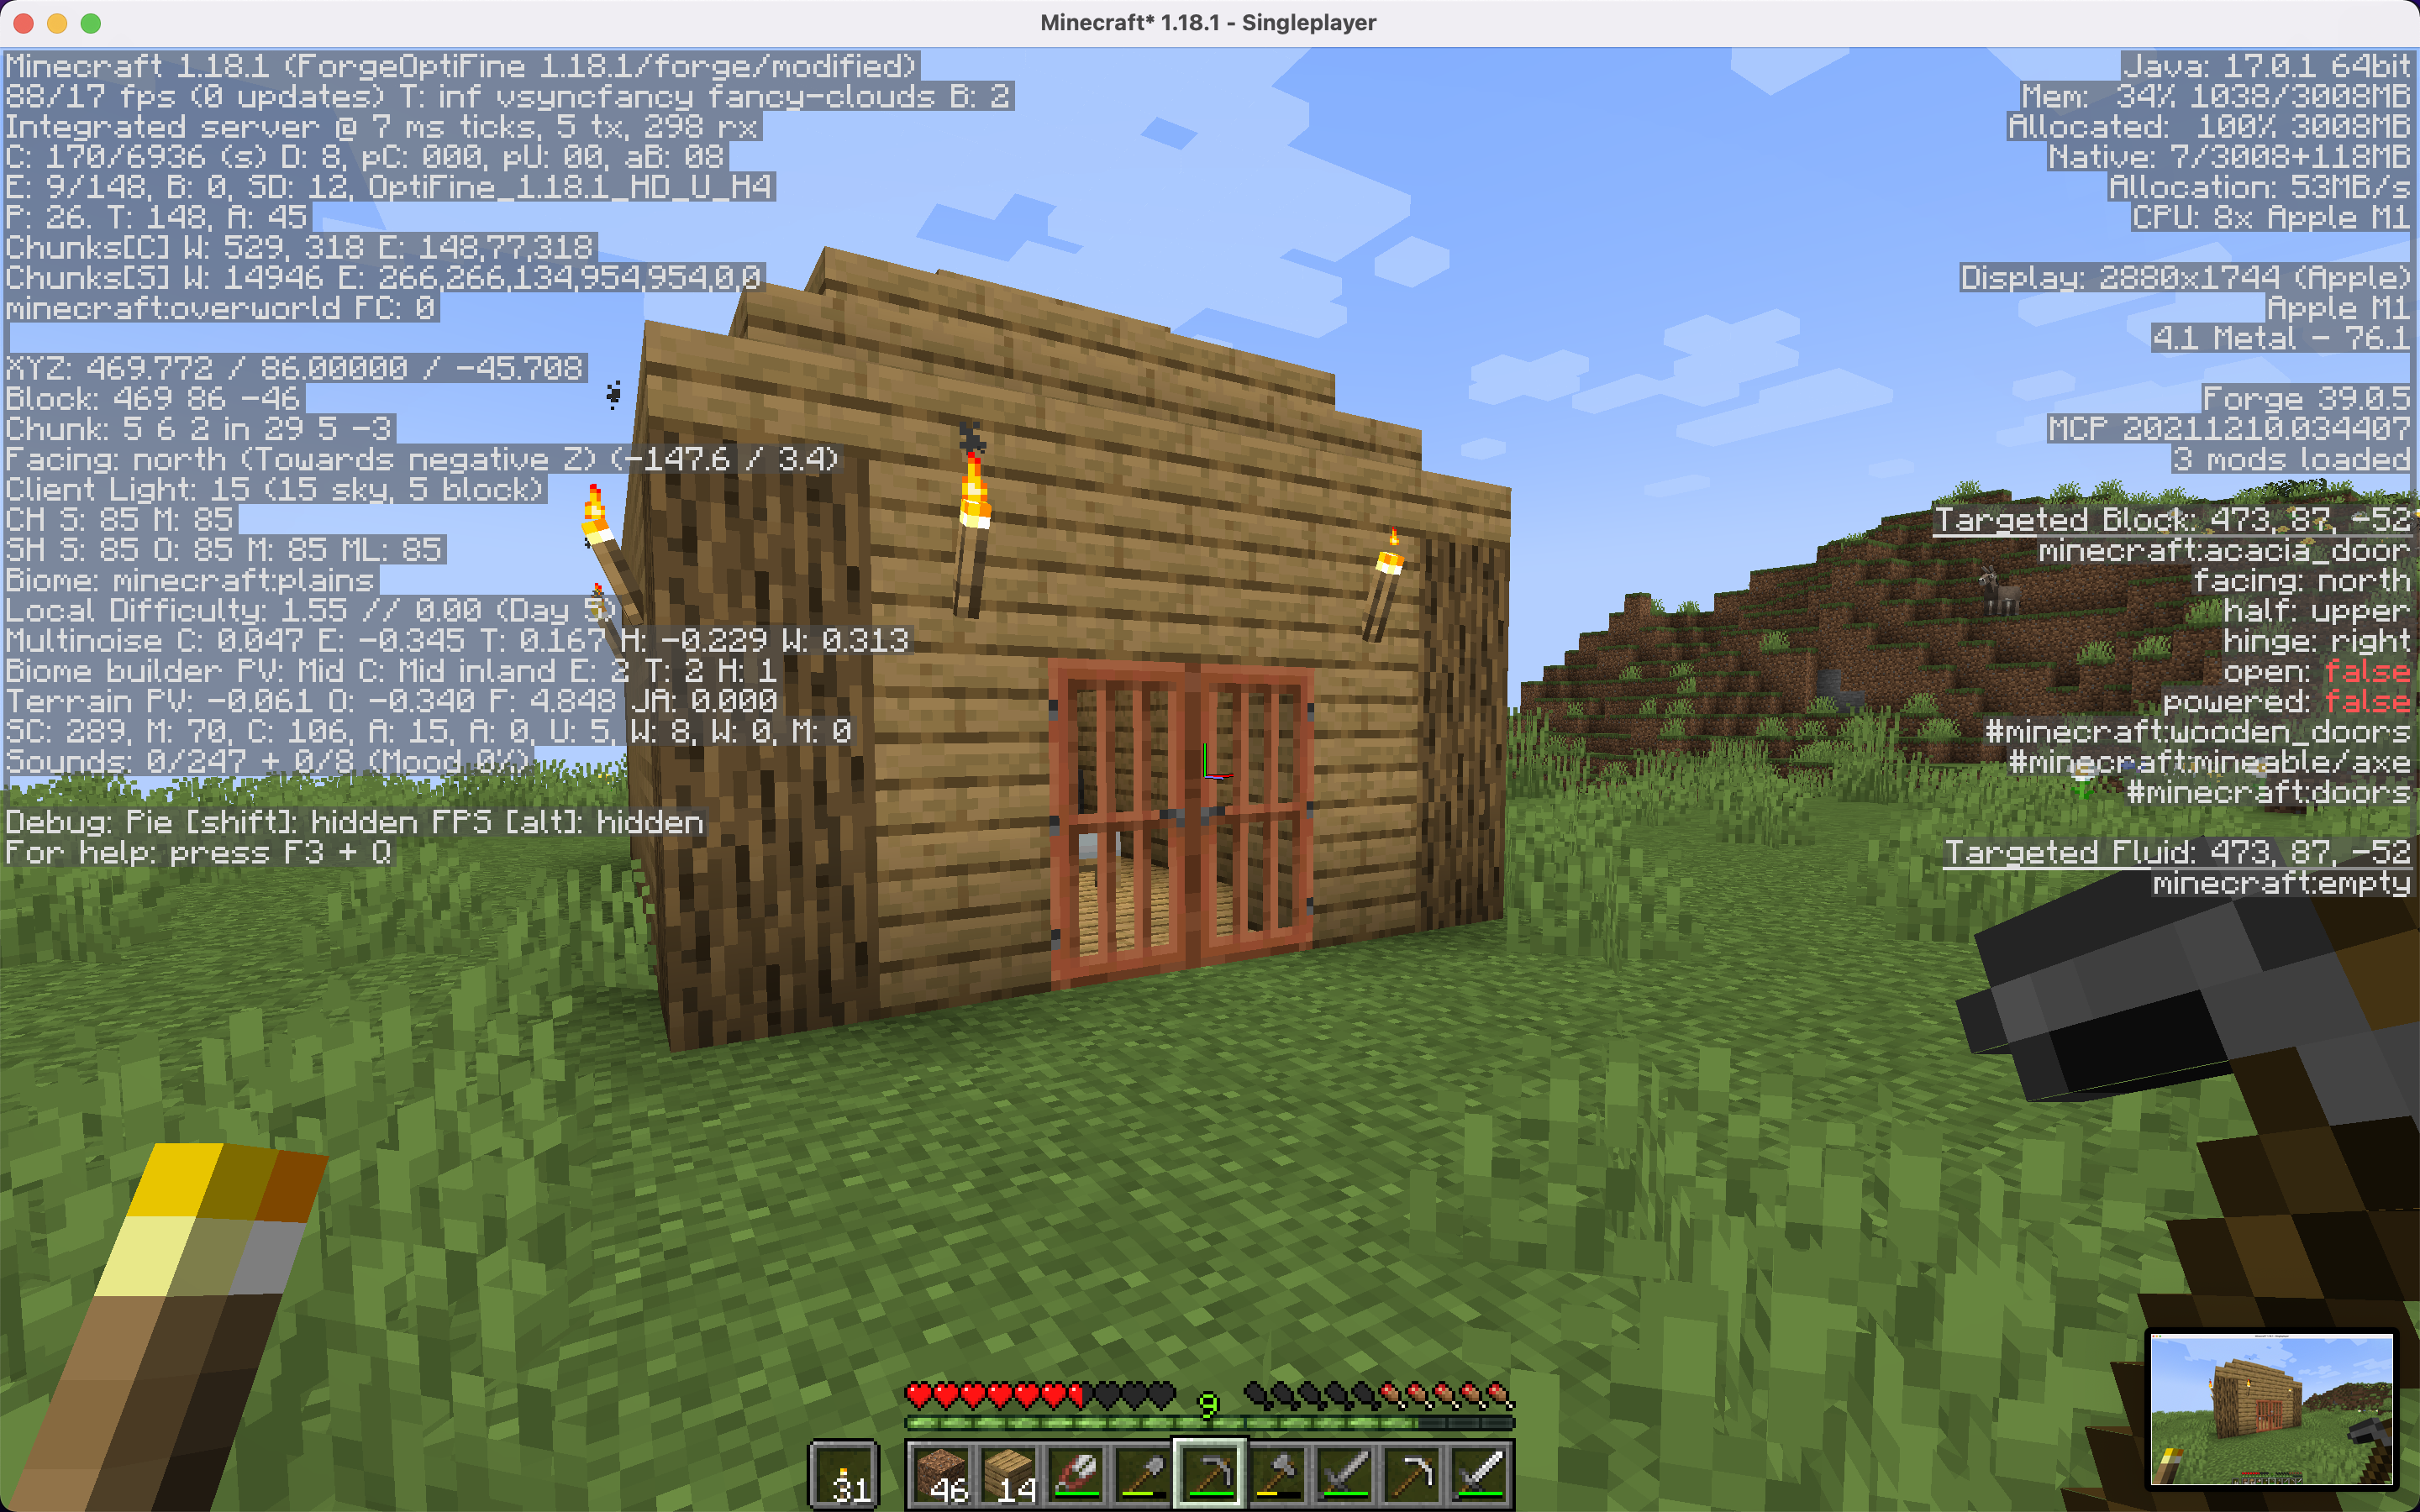 Minecraft* 1.18.1 - Singleplayer
Minecraft 1.18.1 (ForgeOptiFine 1.18.1/forge/modified)
88/17 fps (0 updates) T: inf vsyncfancy fancy-clouds B: 2
Integrated server @ 7 ms ticks, 5 tx, 298 rx
C: 170/6936 (s) D: 8, pC: 000, pU: 00, aB: 08
E: 9/148, B: 0, SD: 12, OptiFine_1.18.1_HD_U_H4
P: 26. T: 148, A: 45
Chunks[C] W: 529, 318 E: 148,77,318
Chunks[S] W: 14946 E: 266,266,134,954,954,0,0
minecraft:overworld FC: 0
XYZ: 469.772 / 86.00000 / -45.708
Block: 469 86 -46
Chunk: 5 6 2 in 29 5 -3
Facing: north (Towards negative Z) (-147.6 / 3.4)
Client Light: 15 (15 sky, 5 block)
CH S: 85 M: 85
SH S: 85 O: 85 M: 85 ML: 85
Biome: minecraft:plains
Local Difficulty: 1.55 // 0.00 (Day 5)
Multinoise C: 0.047 E: -0.345 T: 0.167 H: -0.229 W: 0.313
Biome builder PV: Mid C: Mid inland E: 2 T: 2 H: 1
Terrain PV: -0.061 O: -0.340 F: 4.848 JA: 0.000
SC: 289, M: 70, C: 106, A: 15, A: 0, U: 5, W: 8, W: 0, M: 0
Sounds: 0/247 + 0/8 (Mood 0%)
Debug: Pie [shift]: hidden FPS [alt]: hidden
For help: press F3 + Q
Java: 17.0.1 64bit
Mem: 34% 1038/3008MB
Allocated: 100% 3008MB
Native: 7/3008+118MB
Allocation: 53MB/s
CPU: 8x Apple M1
Display: 2880x1744 (Apple)
Apple M1
4.1 Metal - 76.1
Forge 39.0.5
MCP 20211210.034407
3 mods loaded
Targeted Block: 473, 87, -52
minecraft:acacia_door
facing: north
half: upper
hinge: right
open: false
powered: false
#minecraft:wooden_doors
#minecraft:mineable/axe
#minecraft:doors
Targeted Fluid: 473, 87, -52
minecraft:empty
9
31
46
14